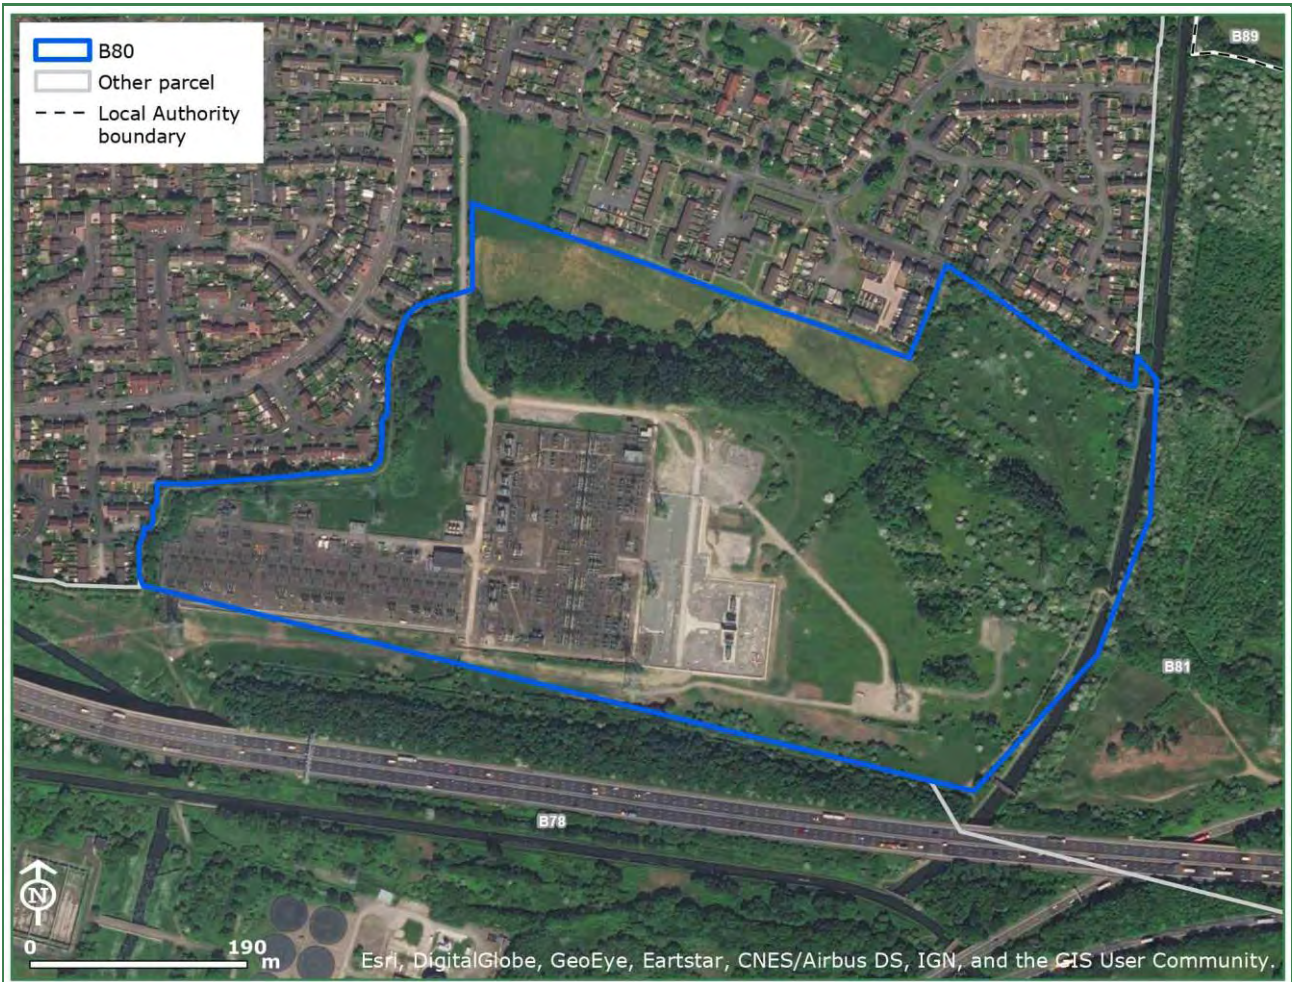 B80
Other parcel
Local Authority
boundary
B89
B81
B78
N
0 190 m
Esri, DigitalGlobe, GeoEye, Eartstar, CNES/Airbus DS, IGN, and the GIS User Community.